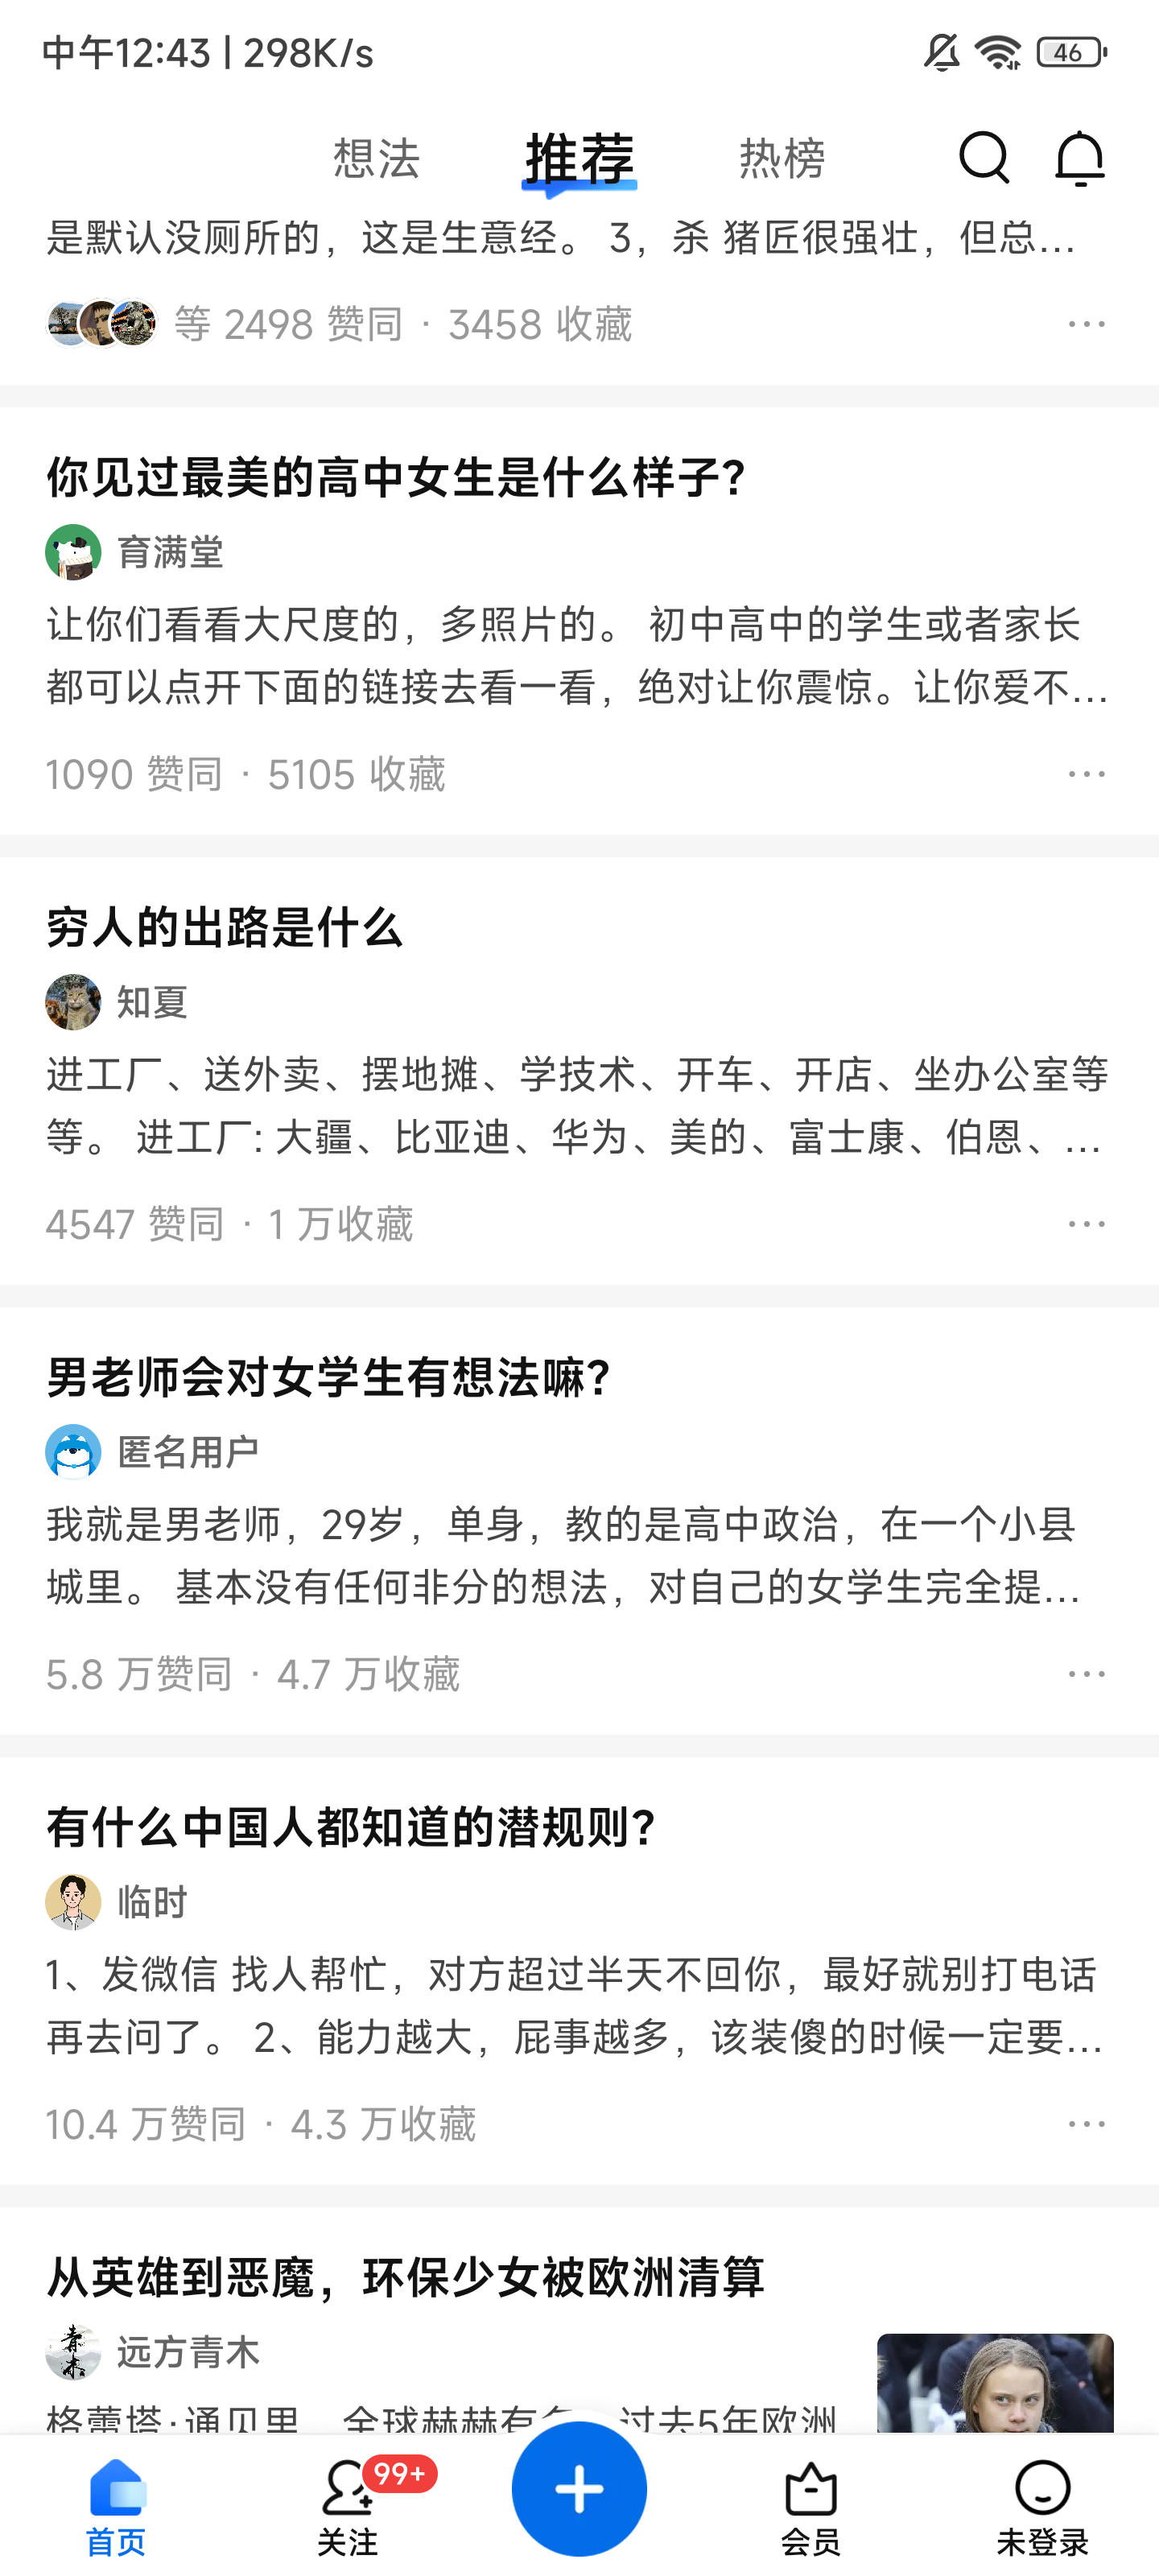 中午12:43 | 298K/s
46
想法 推荐 热榜
是默认没厕所的，这是生意经。 3，杀 猪匠很强壮，但总...
等 2498 赞同 · 3458 收藏
你见过最美的高中女生是什么样子？
育满堂
让你们看看大尺度的，多照片的。 初中高中的学生或者家长
都可以点开下面的链接去看一看，绝对让你震惊。让你爱不...
1090 赞同 · 5105 收藏
穷人的出路是什么
知夏
进工厂、送外卖、摆地摊、学技术、开车、开店、坐办公室等
等。 进工厂: 大疆、比亚迪、华为、美的、富士康、伯恩、...
4547 赞同 · 1 万收藏
男老师会对女学生有想法嘛？
匿名用户
我就是男老师，29岁，单身，教的是高中政治，在一个小县
城里。 基本没有任何非分的想法，对自己的女学生完全提...
5.8 万赞同 · 4.7 万收藏
有什么中国人都知道的潜规则？
临时
1、发微信 找人帮忙，对方超过半天不回你，最好就别打电话
再去问了。 2、能力越大，屁事越多，该装傻的时候一定要...
10.4 万赞同 · 4.3 万收藏
从英雄到恶魔，环保少女被欧洲清算
青木
远方青木
格蕾塔·通贝里，全球赫赫有名 过去5年欧洲
99+
首页 关注 会员 未登录